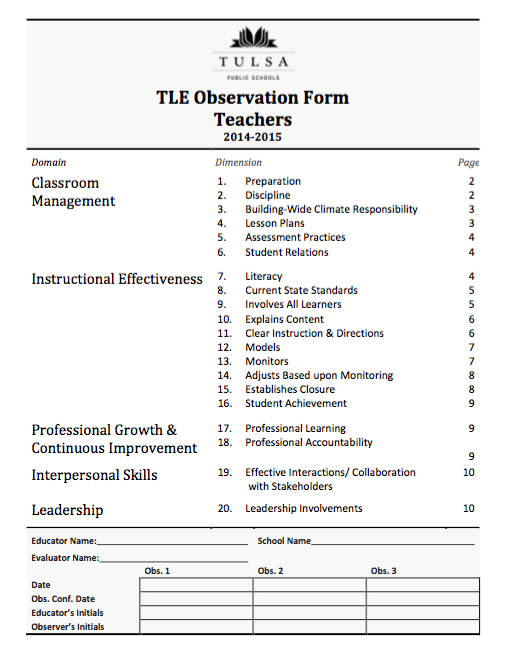 TULSA
PUBLIC SCHOOLS
TLE Observation Form
Teachers
2014-2015
Domain Dimension Page
Classroom
Management
1. Preparation 2
2. Discipline 2
3. Building-Wide Climate Responsibility 3
4. Lesson Plans 3
5. Assessment Practices 4
6. Student Relations 4
Instructional Effectiveness
7. Literacy 4
8. Current State Standards 5
9. Involves All Learners 5
10. Explains Content 6
11. Clear Instruction & Directions 6
12. Models 7
13. Monitors 7
14. Adjusts Based upon Monitoring 8
15. Establishes Closure 8
16. Student Achievement 9
Professional Growth &
Continuous Improvement
17. Professional Learning 9
18. Professional Accountability
9
Interpersonal Skills
19. Effective Interactions/ Collaboration 10
with Stakeholders
Leadership
20. Leadership Involvements 10
Educator Name: School Name
Evaluator Name:
Obs. 1 Obs. 2 Obs. 3
Date
Obs. Conf. Date
Educator's Initials
Observer's Initials